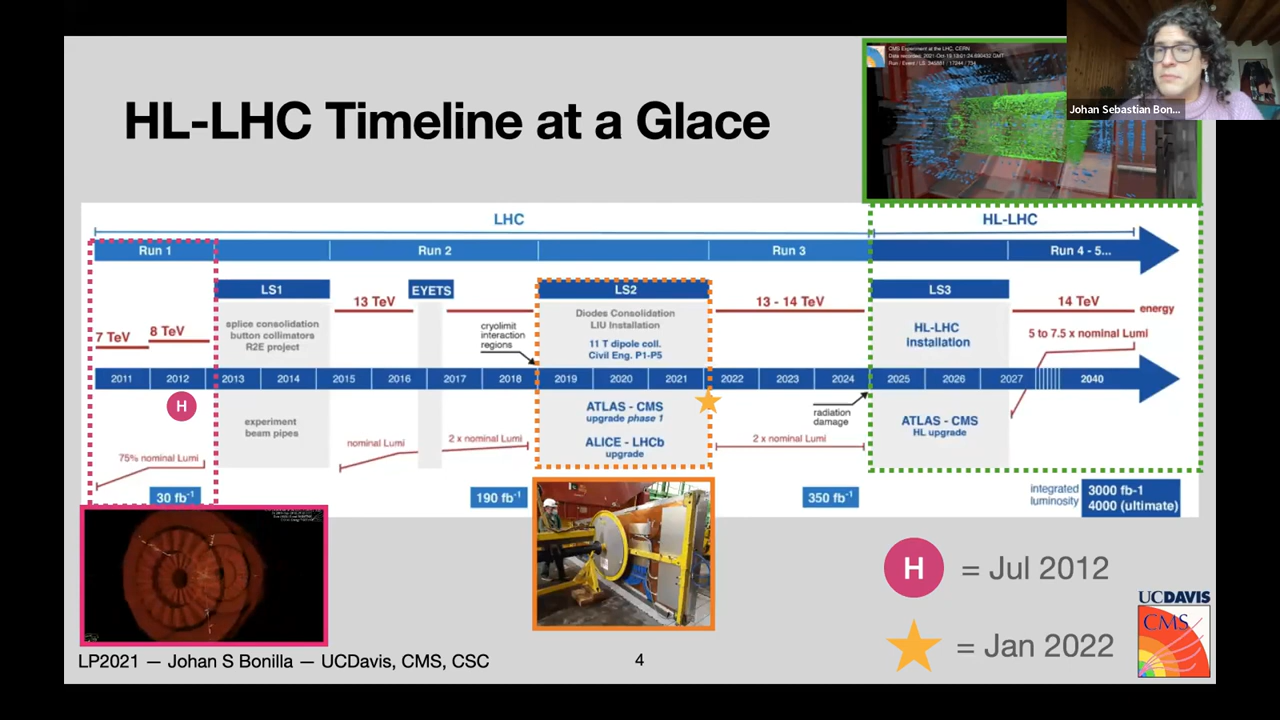 HL-LHC Timeline at a Glace
CMS Experiment at the LHC, CERN
Johan Sebastian Bon...
LHC
HL-LHC
Run 1
Run 2
Run 3
Run 4 - 5...
LS1
EYETS
LS2
LS3
7 TeV
8 TeV
13 TeV
13 - 14 TeV
14 TeV
energy
splice consolidation
button collimators
R2E project
cryolimit
interaction
regions
Diodes Consolidation
LIU Installation
11 T dipole coll.
Civil Eng. P1-P5
HL-LHC
installation
5 to 7.5 x nominal Lumi
2011 2012 2013 2014 2015 2016 2017 2018 2019 2020 2021 2022 2023 2024 2025 2026 2027 2040
H
experiment
beam pipes
ATLAS - CMS
upgrade phase 1
ALICE - LHCb
upgrade
radiation
damage
ATLAS - CMS
HL upgrade
75% nominal Lumi
nominal Lumi
2 x nominal Lumi
2 x nominal Lumi
30 fb-1
190 fb-1
350 fb-1
integrated
luminosity
3000 fb-1
4000 (ultimate)
H = Jul 2012
= Jan 2022
UCDAVIS
CMS
LP2021 — Johan S Bonilla — UCDavis, CMS, CSC
4